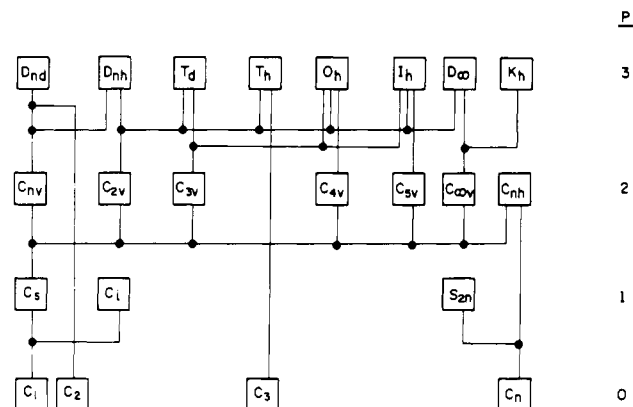 P
D_nd D_nh T_d T_h O_h I_h D_∞ K_h 3
C_nv C_2v C_3v C_4v C_5v C_∞v C_nh 2
C_s C_i S_2n 1
C_1 C_2 C_3 C_n 0